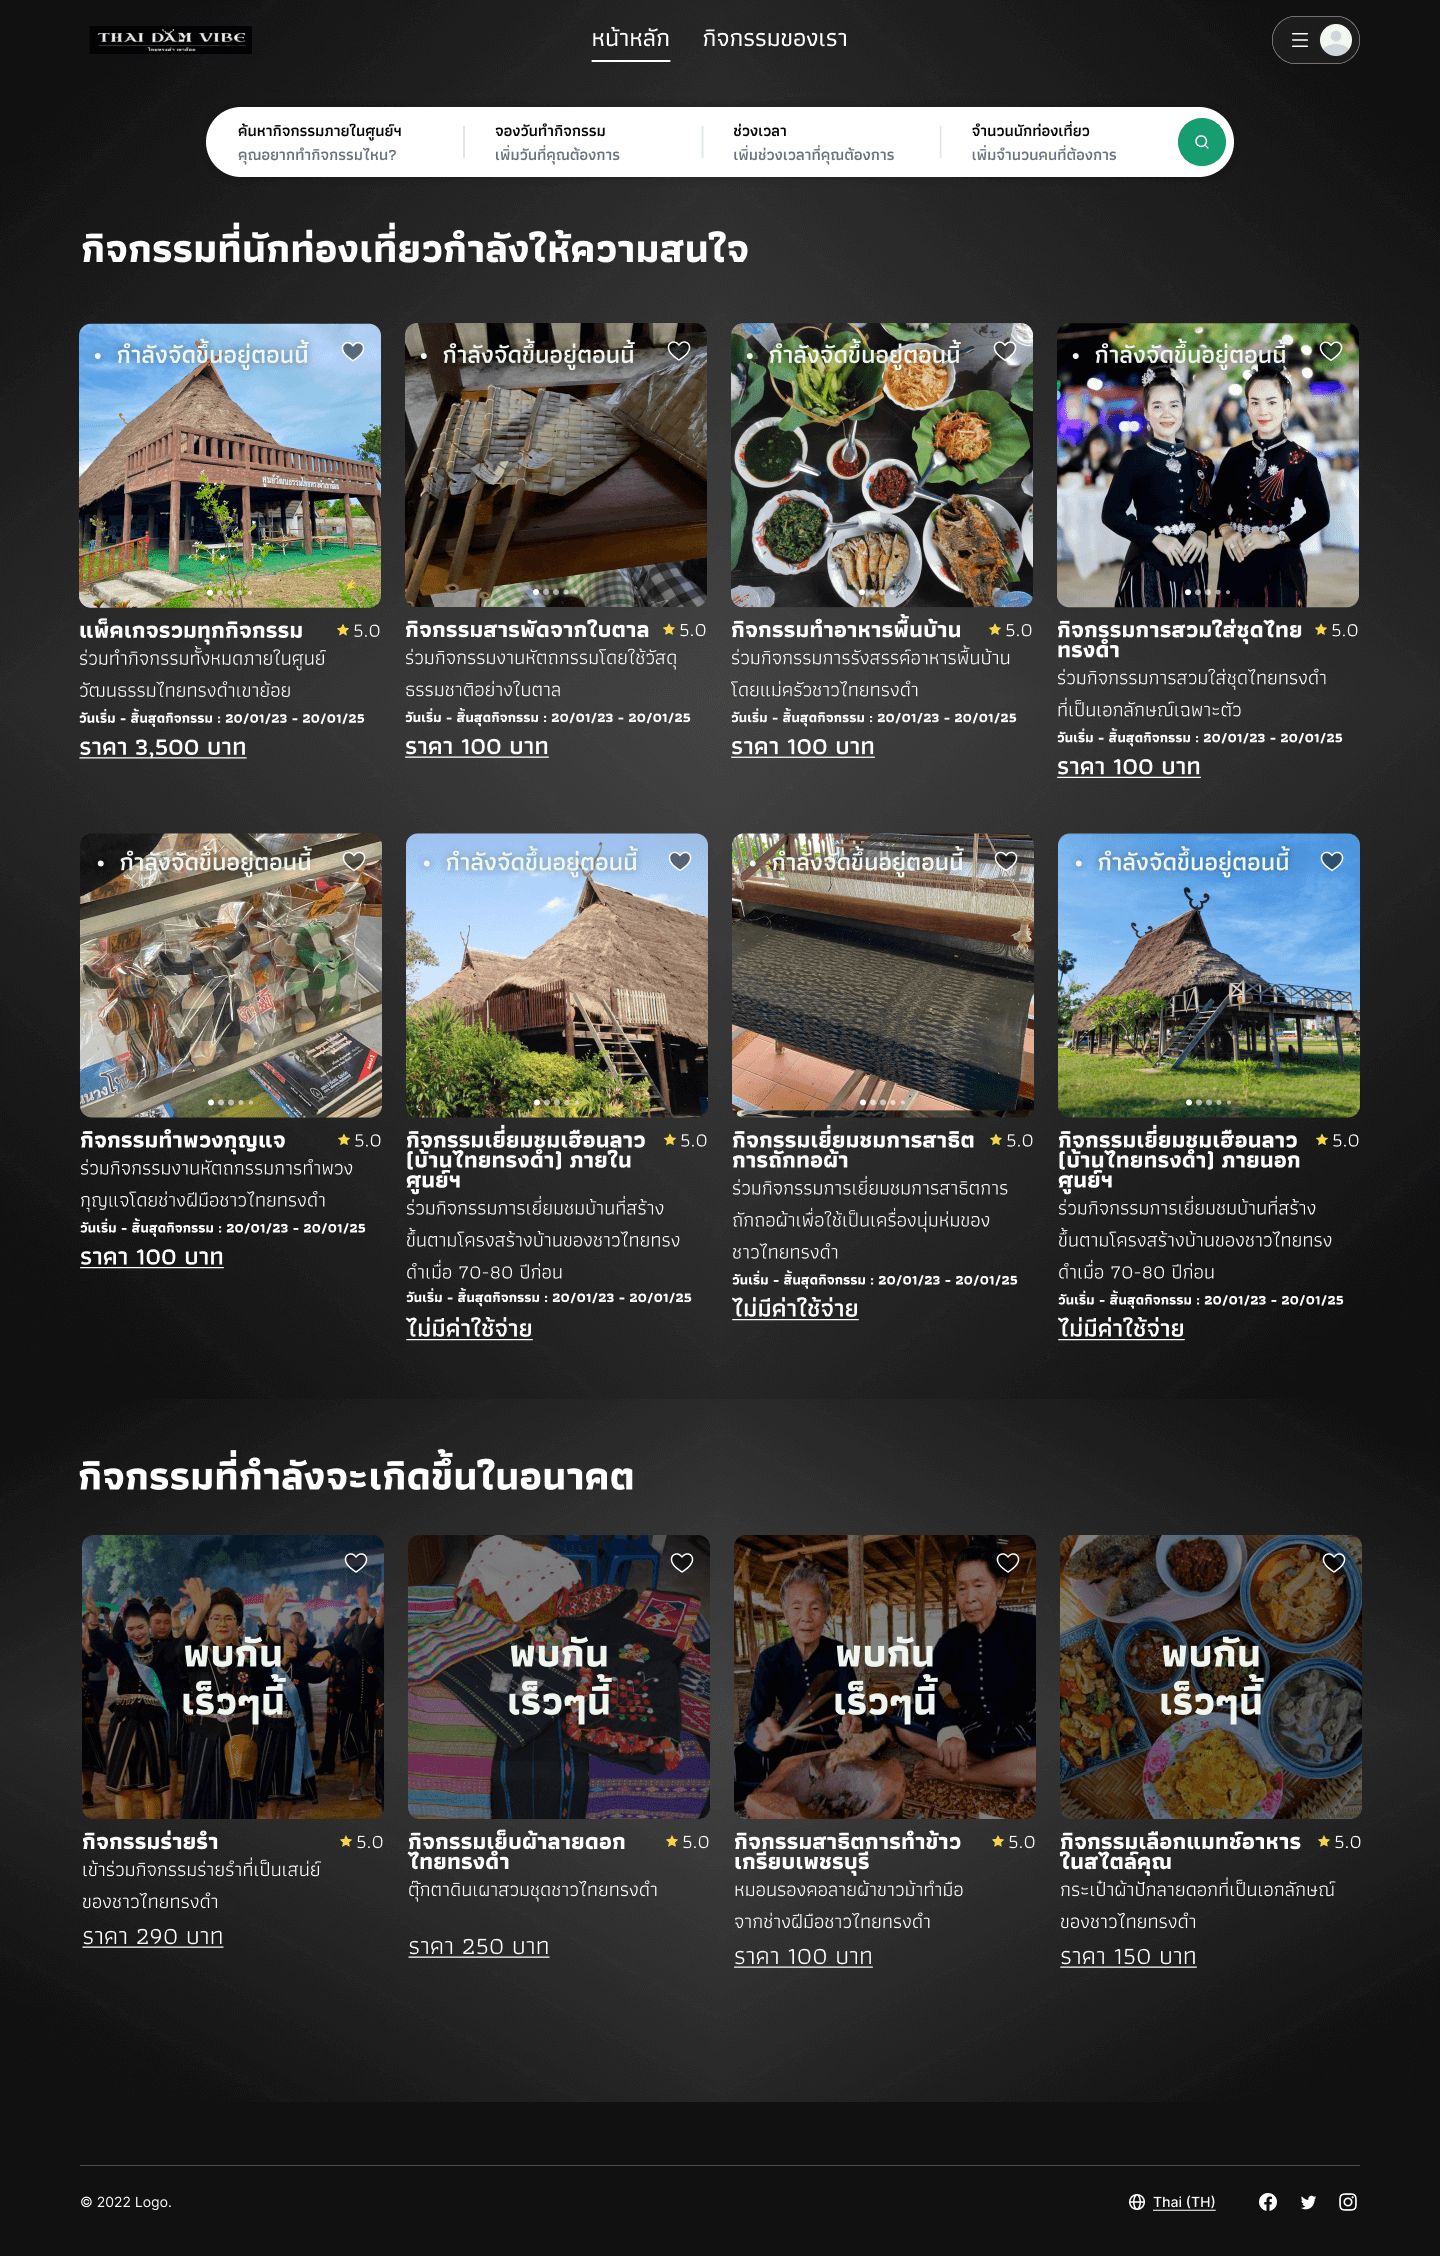 THAI DAM VIBE
ไทยทรงดำ เขาย้อย
หน้าหลัก
กิจกรรมของเรา
ค้นหากิจกรรมภายในศูนย์ฯ
คุณอยากทำกิจกรรมไหน?
จองวันทำกิจกรรม
เพิ่มวันที่คุณต้องการ
ช่วงเวลา
เพิ่มช่วงเวลาที่คุณต้องการ
จำนวนนักท่องเที่ยว
เพิ่มจำนวนคนที่ต้องการ
กิจกรรมที่นักท่องเที่ยวกำลังให้ความสนใจ
• กำลังจัดขึ้นอยู่ตอนนี้
แพ็คเกจรวมทุกกิจกรรม
5.0
ร่วมทำกิจกรรมทั้งหมดภายในศูนย์
วัฒนธรรมไทยทรงดำเขาย้อย
วันเริ่ม - สิ้นสุดกิจกรรม : 20/01/23 - 20/01/25
ราคา 3,500 บาท
• กำลังจัดขึ้นอยู่ตอนนี้
กิจกรรมสารพัดจากใบตาล
5.0
ร่วมกิจกรรมงานหัตถกรรมโดยใช้วัสดุ
ธรรมชาติอย่างใบตาล
วันเริ่ม - สิ้นสุดกิจกรรม : 20/01/23 - 20/01/25
ราคา 100 บาท
• กำลังจัดขึ้นอยู่ตอนนี้
กิจกรรมทำอาหารพื้นบ้าน
5.0
ร่วมกิจกรรมการรังสรรค์อาหารพื้นบ้าน
โดยแม่ครัวชาวไทยทรงดำ
วันเริ่ม - สิ้นสุดกิจกรรม : 20/01/23 - 20/01/25
ราคา 100 บาท
• กำลังจัดขึ้นอยู่ตอนนี้
กิจกรรมการสวมใส่ชุดไทย
ทรงดำ
5.0
ร่วมกิจกรรมการสวมใส่ชุดไทยทรงดำ
ที่เป็นเอกลักษณ์เฉพาะตัว
วันเริ่ม - สิ้นสุดกิจกรรม : 20/01/23 - 20/01/25
ราคา 100 บาท
• กำลังจัดขึ้นอยู่ตอนนี้
กิจกรรมทำพวงกุญแจ
5.0
ร่วมกิจกรรมงานหัตถกรรมการทำพวง
กุญแจโดยช่างฝีมือชาวไทยทรงดำ
วันเริ่ม - สิ้นสุดกิจกรรม : 20/01/23 - 20/01/25
ราคา 100 บาท
• กำลังจัดขึ้นอยู่ตอนนี้
กิจกรรมเยี่ยมชมเฮือนลาว
(บ้านไทยทรงดำ) ภายใน
ศูนย์ฯ
5.0
ร่วมกิจกรรมการเยี่ยมชมบ้านที่สร้าง
ขึ้นตามโครงสร้างบ้านของชาวไทยทรง
ดำเมื่อ 70-80 ปีก่อน
วันเริ่ม - สิ้นสุดกิจกรรม : 20/01/23 - 20/01/25
ไม่มีค่าใช้จ่าย
• กำลังจัดขึ้นอยู่ตอนนี้
กิจกรรมเยี่ยมชมการสาธิต
การถักทอผ้า
5.0
ร่วมกิจกรรมการเยี่ยมชมการสาธิตการ
ถักถอผ้าเพื่อใช้เป็นเครื่องนุ่มห่มของ
ชาวไทยทรงดำ
วันเริ่ม - สิ้นสุดกิจกรรม : 20/01/23 - 20/01/25
ไม่มีค่าใช้จ่าย
• กำลังจัดขึ้นอยู่ตอนนี้
กิจกรรมเยี่ยมชมเฮือนลาว
(บ้านไทยทรงดำ) ภายนอก
ศูนย์ฯ
5.0
ร่วมกิจกรรมการเยี่ยมชมบ้านที่สร้าง
ขึ้นตามโครงสร้างบ้านของชาวไทยทรง
ดำเมื่อ 70-80 ปีก่อน
วันเริ่ม - สิ้นสุดกิจกรรม : 20/01/23 - 20/01/25
ไม่มีค่าใช้จ่าย
กิจกรรมที่กำลังจะเกิดขึ้นในอนาคต
พบกัน
เร็วๆนี้
กิจกรรมร่ายรำ
5.0
เข้าร่วมกิจกรรมร่ายรำที่เป็นเสน่ย์
ของชาวไทยทรงดำ
ราคา 290 บาท
พบกัน
เร็วๆนี้
กิจกรรมเย็บผ้าลายดอก
ไทยทรงดำ
5.0
ตุ๊กตาดินเผาสวมชุดชาวไทยทรงดำ
ราคา 250 บาท
พบกัน
เร็วๆนี้
กิจกรรมสาธิตการทำข้าว
เกรียบเพชรบุรี
5.0
หมอนรองคอลายผ้าขาวม้าทำมือ
จากช่างฝีมือชาวไทยทรงดำ
ราคา 100 บาท
พบกัน
เร็วๆนี้
กิจกรรมเลือกแมทช์อาหาร
ในสไตล์คุณ
5.0
กระเป๋าผ้าปักลายดอกที่เป็นเอกลักษณ์
ของชาวไทยทรงดำ
ราคา 150 บาท
© 2022 Logo.
Thai (TH)